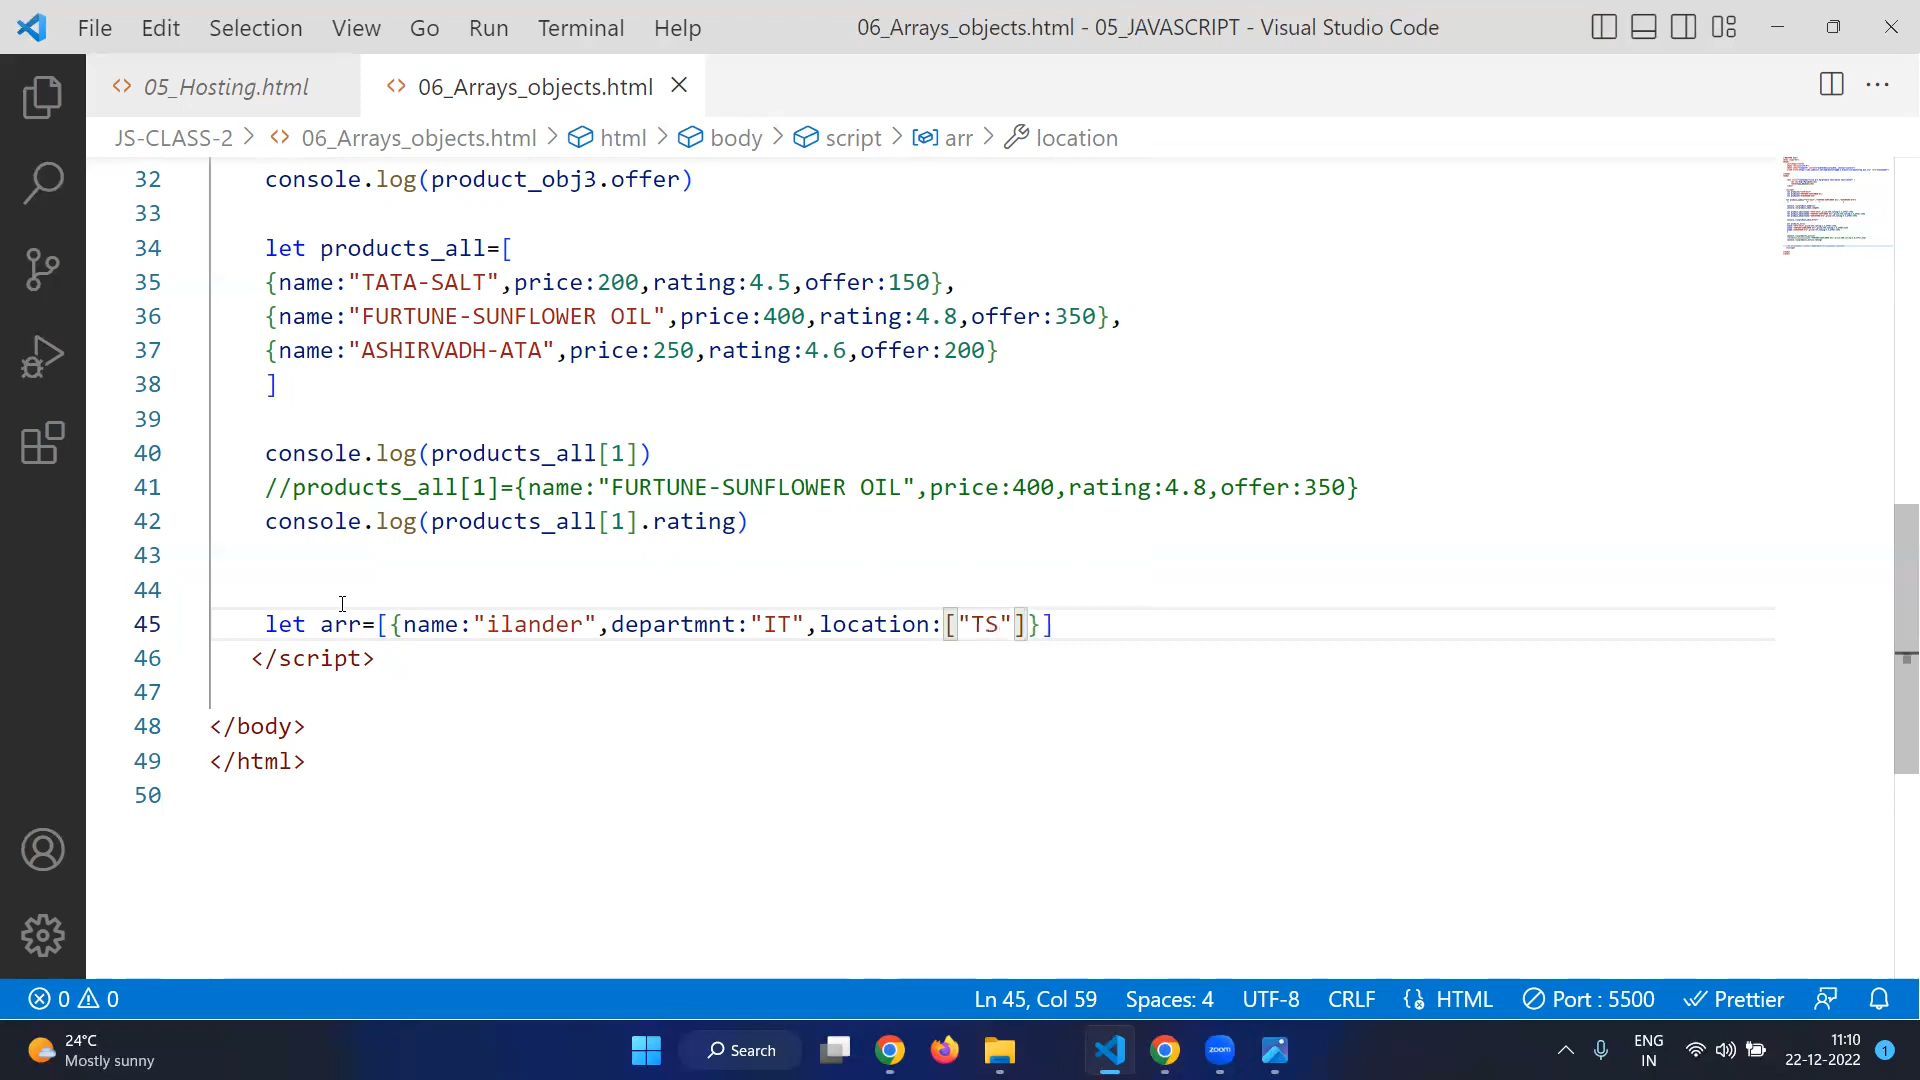 File Edit Selection View Go Run Terminal Help 06_Arrays_objects.html - 05_JAVASCRIPT - Visual Studio Code
05_Hosting.html 06_Arrays_objects.html
JS-CLASS-2 > 06_Arrays_objects.html > html > body > script > arr > location
32 console.log(product_obj3.offer)
33
34 let products_all=[
35 {name:"TATA-SALT",price:200,rating:4.5,offer:150},
36 {name:"FURTUNE-SUNFLOWER OIL",price:400,rating:4.8,offer:350},
37 {name:"ASHIRVADH-ATA",price:250,rating:4.6,offer:200}
38 ]
39
40 console.log(products_all[1])
41 //products_all[1]={name:"FURTUNE-SUNFLOWER OIL",price:400,rating:4.8,offer:350}
42 console.log(products_all[1].rating)
43
44
45 let arr=[{name:"ilander",departmnt:"IT",location:["TS"]}]
46 </script>
47
48 </body>
49 </html>
50
0 0 Ln 45, Col 59 Spaces: 4 UTF-8 CRLF HTML Port : 5500 Prettier
24°C
Mostly sunny
Search
zoom
ENG
IN
11:10
22-12-2022
1